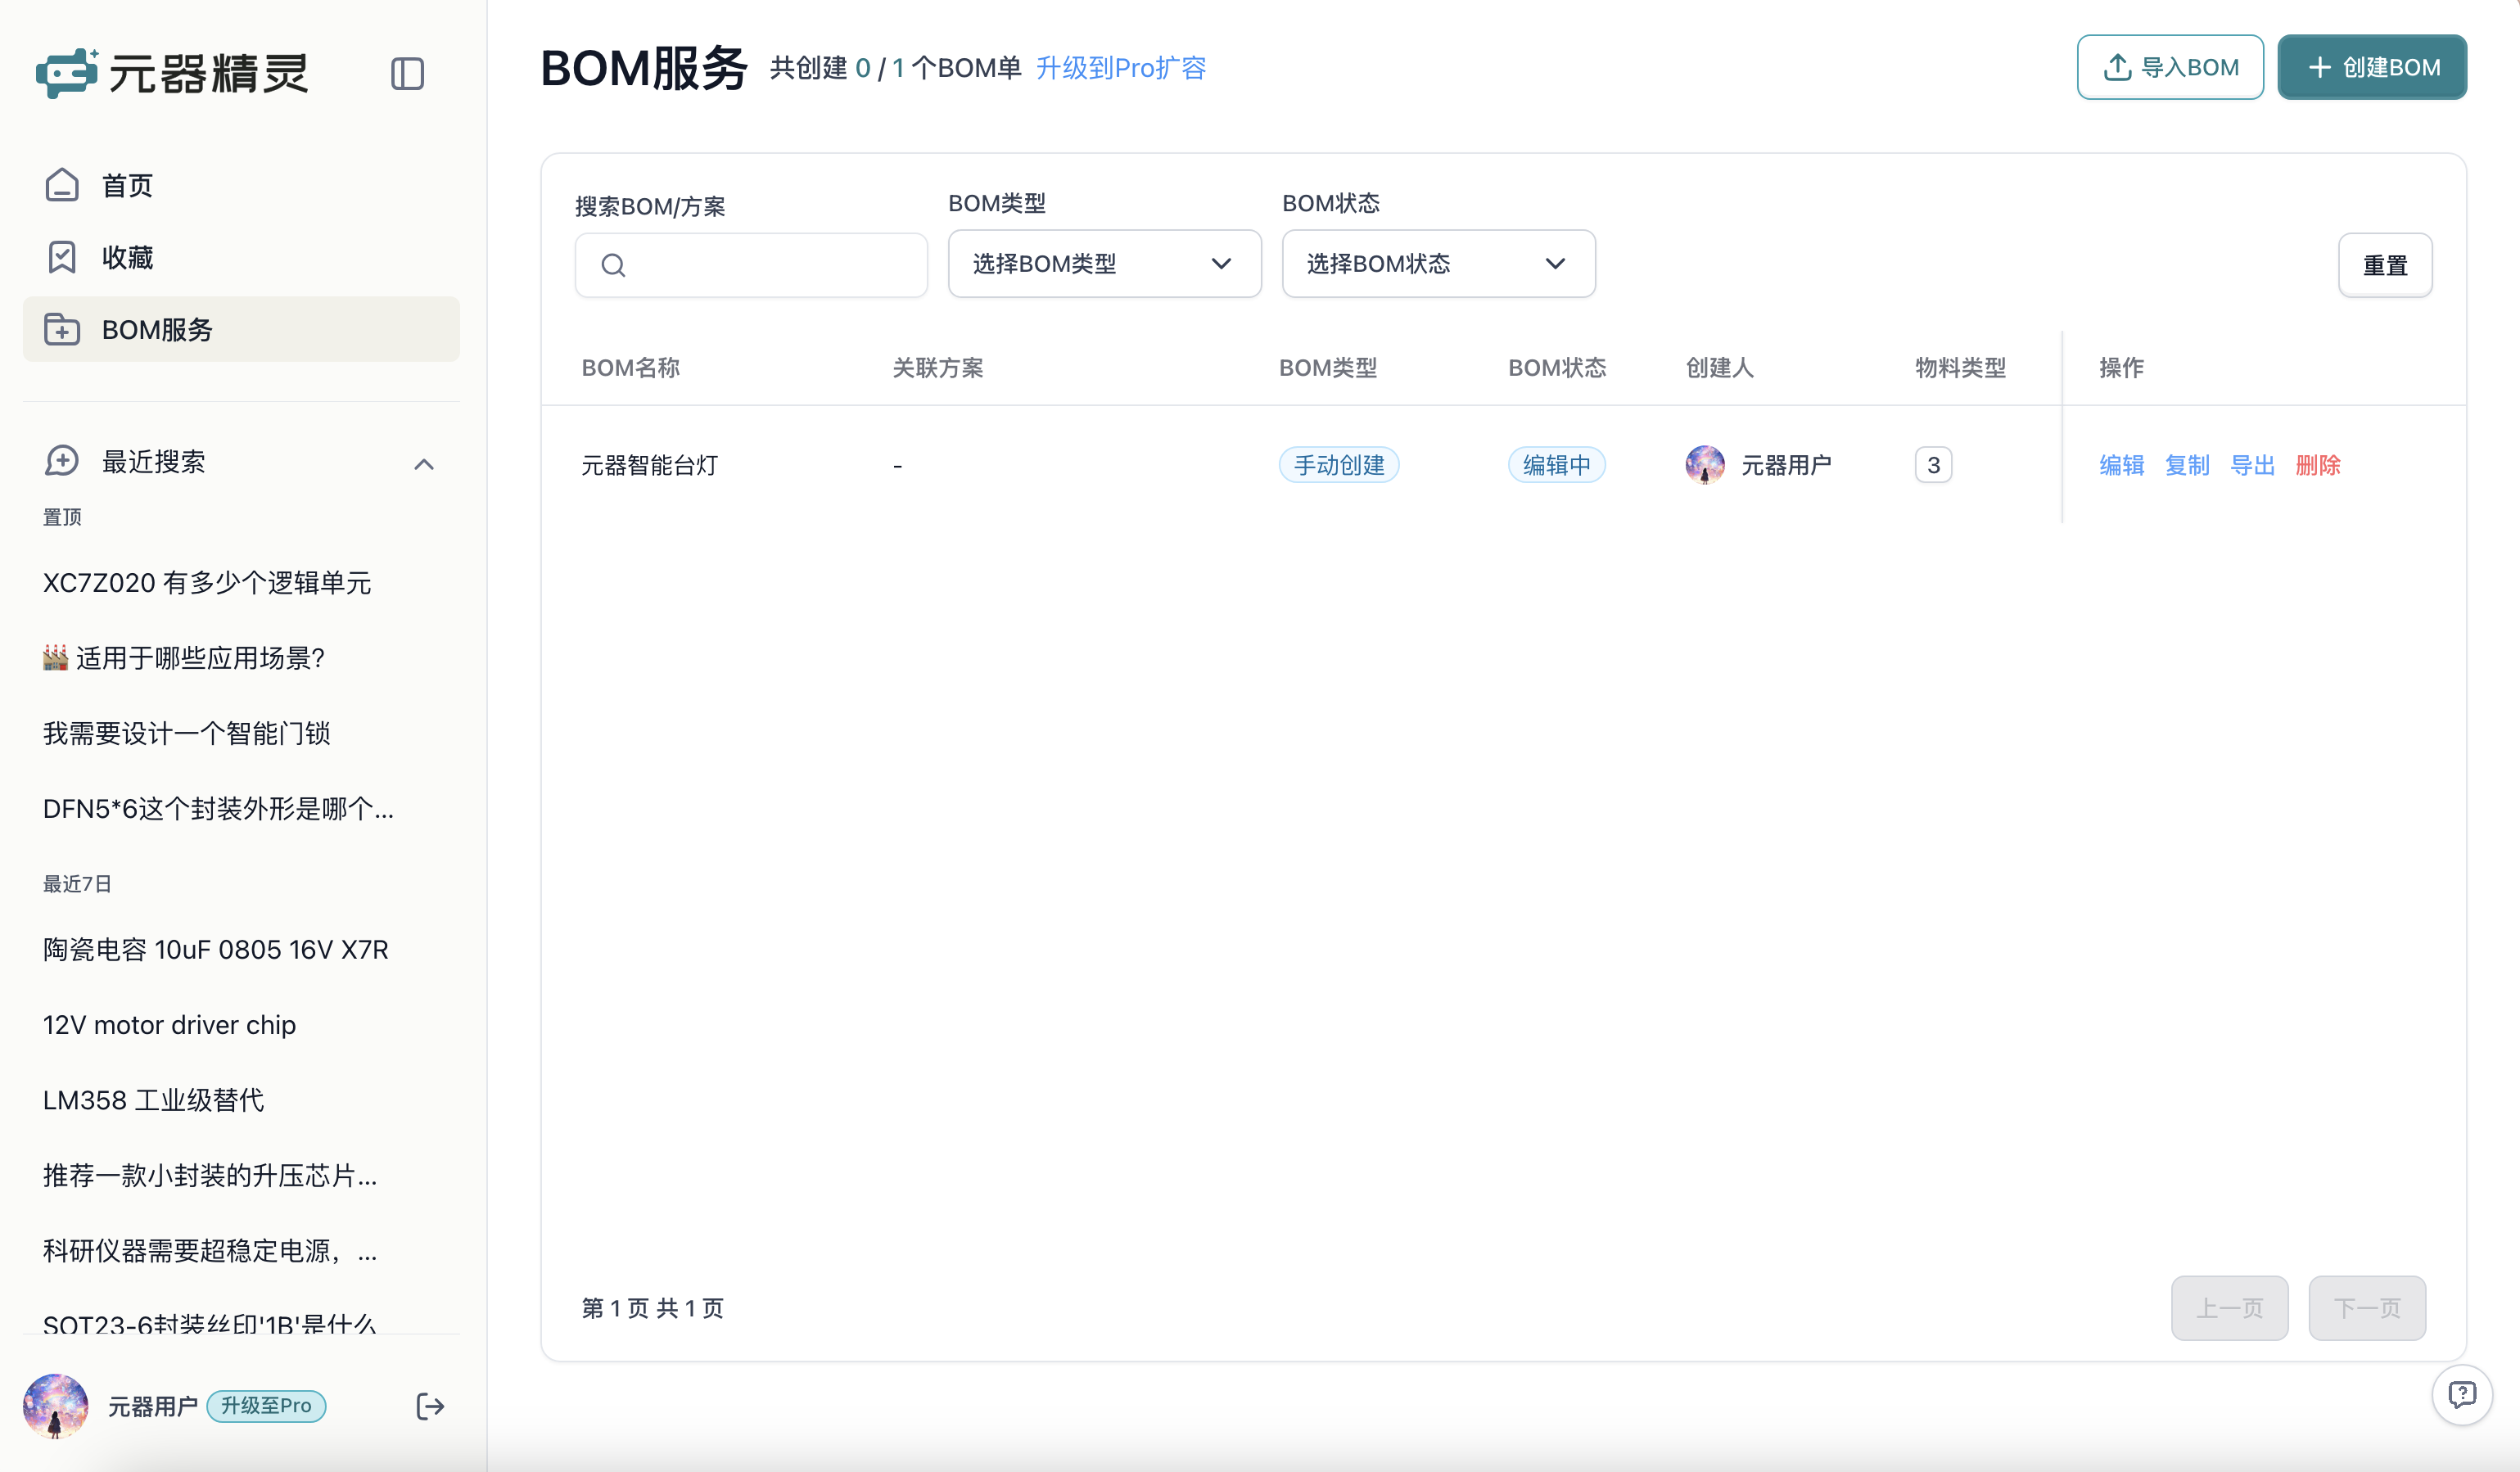 元器精灵
首页
收藏
BOM服务
最近搜索
置顶
XC7Z020 有多少个逻辑单元
🏭 适用于哪些应用场景?
我需要设计一个智能门锁
DFN5*6这个封装外形是哪个...
最近7日
陶瓷电容 10uF 0805 16V X7R
12V motor driver chip
LM358 工业级替代
推荐一款小封装的升压芯片...
科研仪器需要超稳定电源，...
SOT23-6封装丝印'1B'是什么
元器用户 升级至Pro
BOM服务 共创建 0 / 1 个BOM单 升级到Pro扩容
导入BOM
创建BOM
搜索BOM/方案 BOM类型 BOM状态
选择BOM类型 选择BOM状态 重置
BOM名称 关联方案 BOM类型 BOM状态 创建人 物料类型 操作
元器智能台灯 - 手动创建 编辑中 元器用户 3 编辑 复制 导出 删除
第 1 页 共 1 页 上一页 下一页